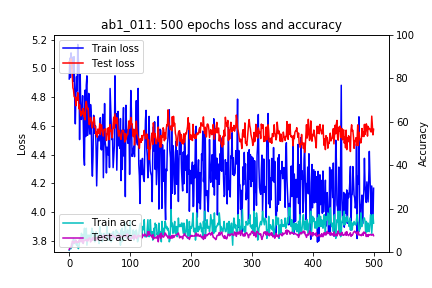 ab1_011: 500 epochs loss and accuracy
5.2
5.0
4.8
4.6
4.4
4.2
4.0
3.8
Loss
Train loss
Test loss
Train acc
Test acc
100
80
60
40
20
0
Accuracy
0 100 200 300 400 500